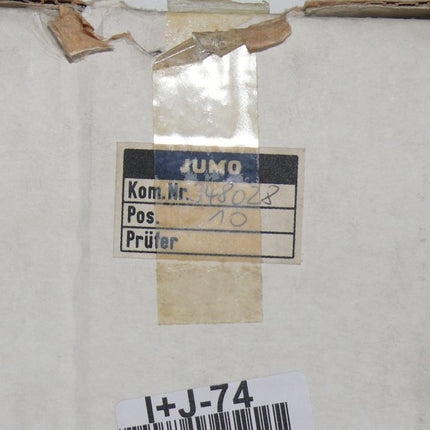 JUMO
Kom.Nr. 348028
Pos. 10
Prüfer
I+J-74